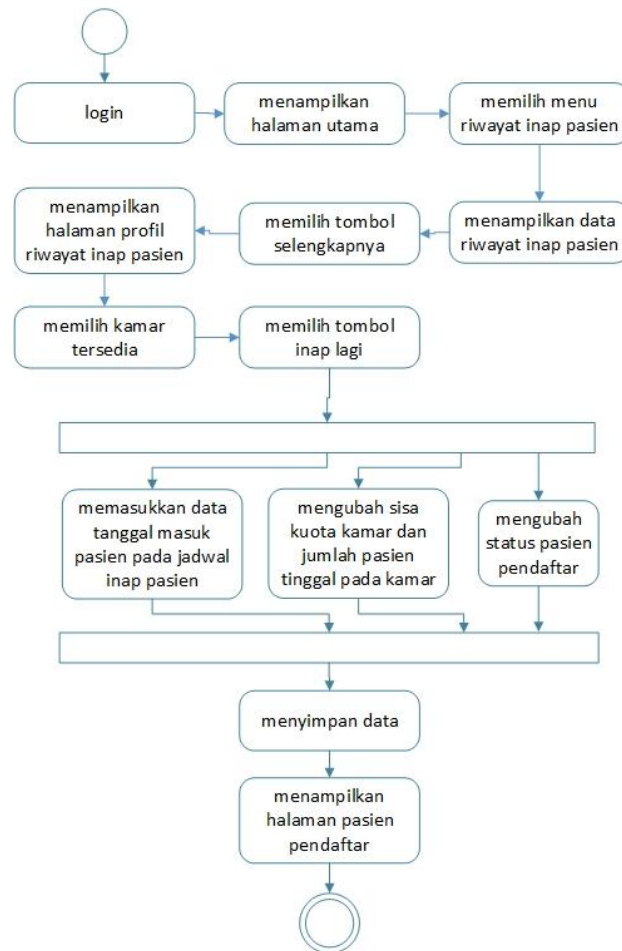 login
menampilkan
halaman utama
memilih menu
riwayat inap pasien
menampilkan data
riwayat inap pasien
memilih tombol
selengkapnya
menampilkan
halaman profil
riwayat inap pasien
memilih kamar
tersedia
memilih tombol
inap lagi
memasukkan data
tanggal masuk
pasien pada jadwal
inap pasien
mengubah sisa
kuota kamar dan
jumlah pasien
tinggal pada kamar
mengubah
status pasien
pendaftar
menyimpan data
menampilkan
halaman pasien
pendaftar